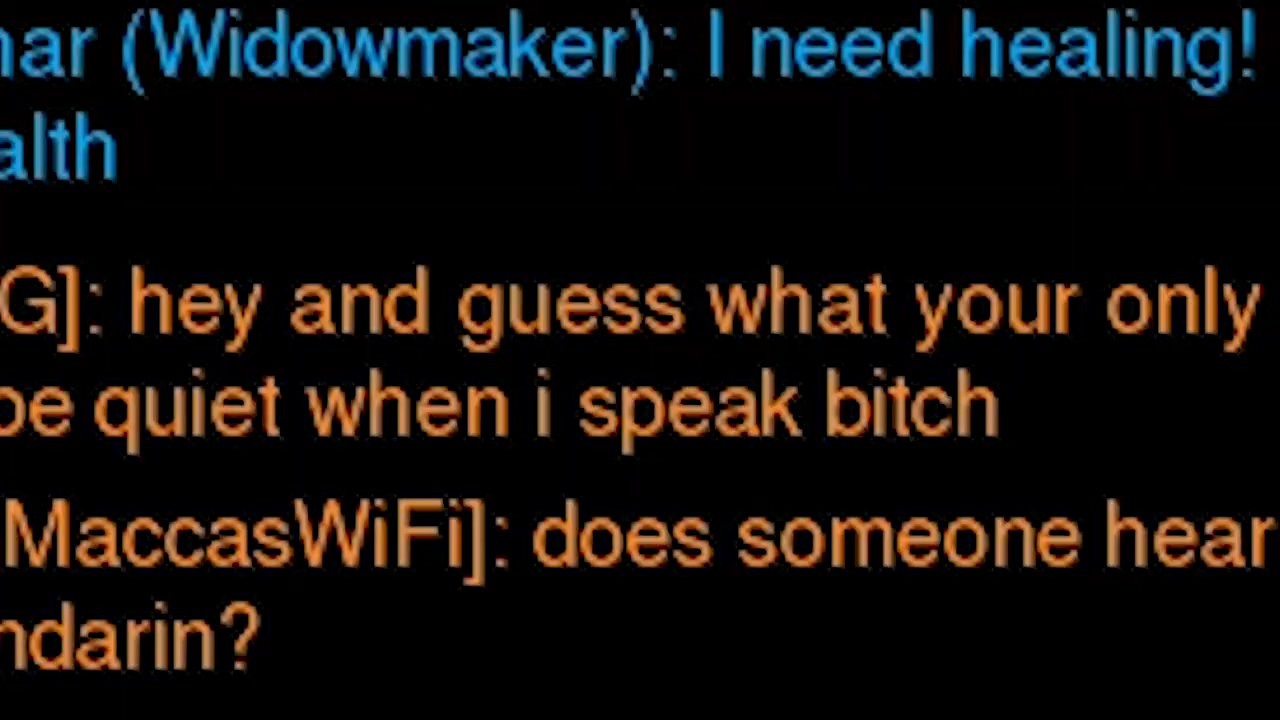 nar (Widowmaker): I need healing!
alth
G]: hey and guess what your only
be quiet when i speak bitch
MaccasWiFi]: does someone hear
ndarin?